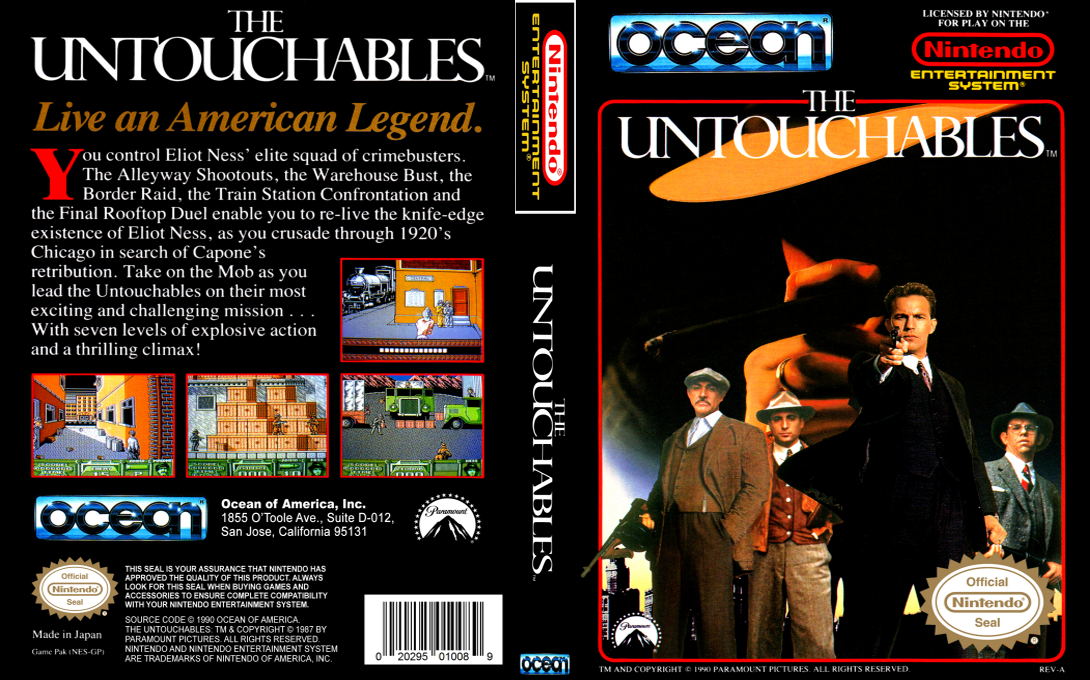 THE
UNTOUCHABLES™
Live an American Legend.
You control Eliot Ness’ elite squad of crimebusters.
The Alleyway Shootouts, the Warehouse Bust, the
Border Raid, the Train Station Confrontation and
the Final Rooftop Duel enable you to re-live the knife-edge
existence of Eliot Ness, as you crusade through 1920’s
Chicago in search of Capone’s
retribution. Take on the Mob as you
lead the Untouchables on their most
exciting and challenging mission . . .
With seven levels of explosive action
and a thrilling climax!
ocean®
Ocean of America, Inc.
1855 O'Toole Ave., Suite D-012,
San Jose, California 95131
Paramount
Official
Nintendo
Seal
THIS SEAL IS YOUR ASSURANCE THAT NINTENDO HAS
APPROVED THE QUALITY OF THIS PRODUCT. ALWAYS
LOOK FOR THIS SEAL WHEN BUYING GAMES AND
ACCESSORIES TO ENSURE COMPLETE COMPATIBILITY
WITH YOUR NINTENDO ENTERTAINMENT SYSTEM.
Made in Japan
Game Pak (NES-GP)
SOURCE CODE © 1990 OCEAN OF AMERICA.
THE UNTOUCHABLES: TM & COPYRIGHT © 1987 BY
PARAMOUNT PICTURES. ALL RIGHTS RESERVED.
NINTENDO AND NINTENDO ENTERTAINMENT SYSTEM
ARE TRADEMARKS OF NINTENDO OF AMERICA, INC.
0 20295 01008 9
Nintendo®
ENTERTAINMENT
SYSTEM®
THE
UNTOUCHABLES™
ocean
ocean®
LICENSED BY NINTENDO®
FOR PLAY ON THE
Nintendo
ENTERTAINMENT
SYSTEM®
THE
UNTOUCHABLES™
Paramount
Official
Nintendo
Seal
TM AND COPYRIGHT © 1990 PARAMOUNT PICTURES. ALL RIGHTS RESERVED.
REV-A